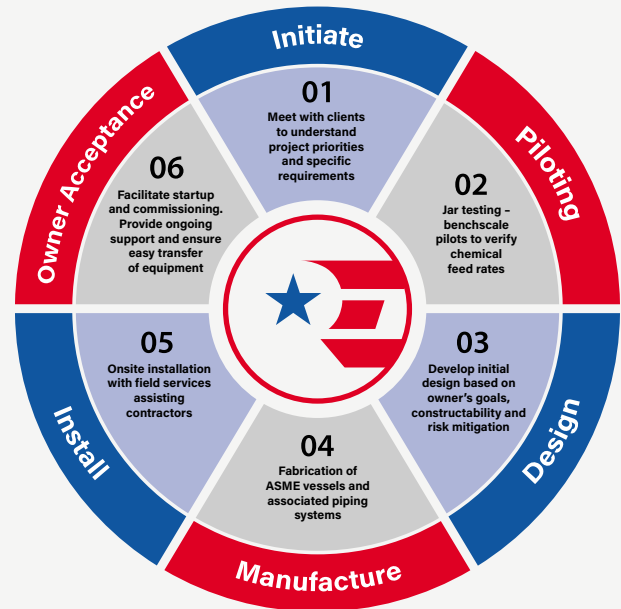 Initiate
01
Meet with clients
to understand
project priorities
and specific
requirements
Piloting
02
Jar testing –
benchscale
pilots to verify
chemical
feed rates
Design
03
Develop initial
design based on
owner's goals,
constructability and
risk mitigation
Manufacture
04
Fabrication of
ASME vessels and
associated piping
systems
Install
05
Onsite installation
with field services
assisting
contractors
Owner Acceptance
06
Facilitate startup
and commissioning.
Provide ongoing
support and ensure
easy transfer
of equipment